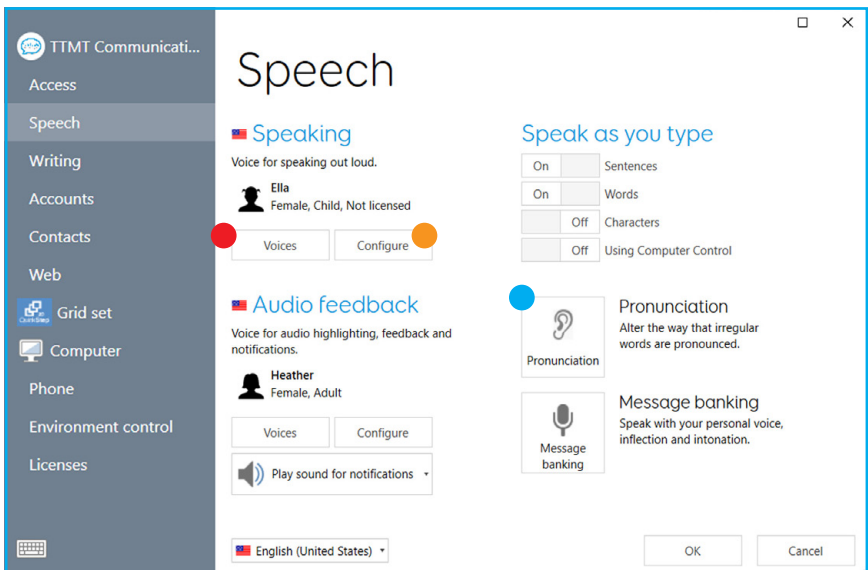 TTMT Communicati...
Access
Speech
Writing
Accounts
Contacts
Web
Grid set
Computer
Phone
Environment control
Licenses
Speech
Speaking
Voice for speaking out loud.
Ella
Female, Child, Not licensed
Voices
Configure
Audio feedback
Voice for audio highlighting, feedback and
notifications.
Heather
Female, Adult
Voices
Configure
Play sound for notifications
English (United States)
Speak as you type
On
Sentences
On
Words
Off
Characters
Off
Using Computer Control
Pronunciation
Pronunciation
Alter the way that irregular
words are pronounced.
Message
banking
Message banking
Speak with your personal voice,
inflection and intonation.
OK
Cancel